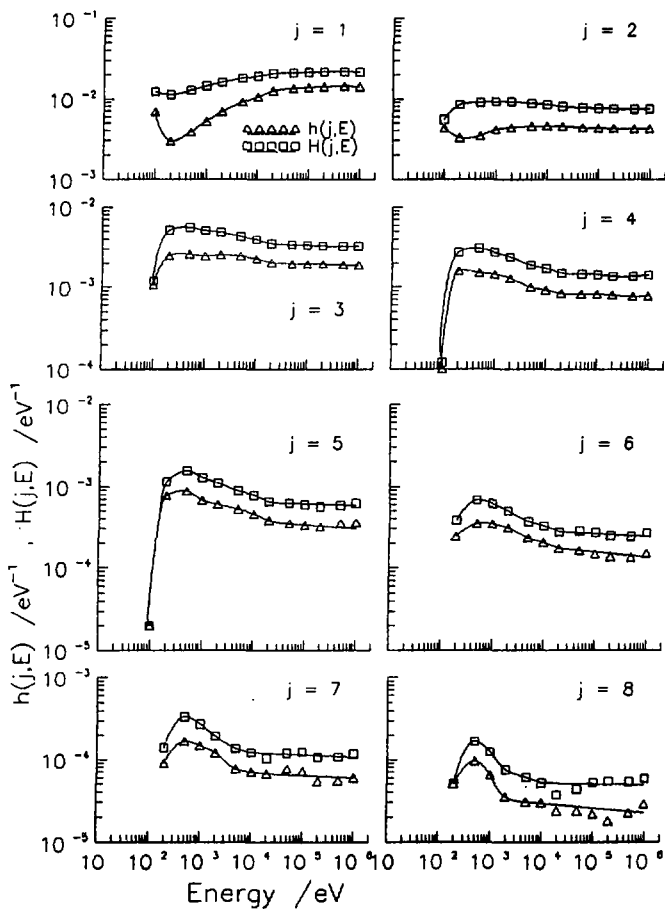 10⁻¹
j = 1
j = 2
10⁻²
h(j,E)
H(j,E)
10⁻³
10⁻²
j = 4
10⁻³
j = 3
10⁻⁴
10⁻²
j = 5
j = 6
10⁻³
10⁻⁴
10⁻⁵
10⁻³
j = 7
j = 8
10⁻⁴
10⁻⁵
10 10² 10³ 10⁴ 10⁵ 10⁶
10 10² 10³ 10⁴ 10⁵ 10⁶
Energy /eV
h(j,E) /eV⁻¹ , H(j,E) /eV⁻¹